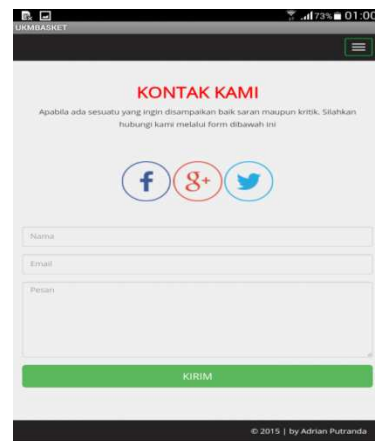 73% 01:00
UKMBASKET
KONTAK KAMI
Apabila ada sesuatu yang ingin disampaikan baik saran maupun kritik. Silahkan
hubungi kami melalui form dibawah ini
f 8+
Nama
Email
Pesan
KIRIM
© 2015 | by Adrian Putranda